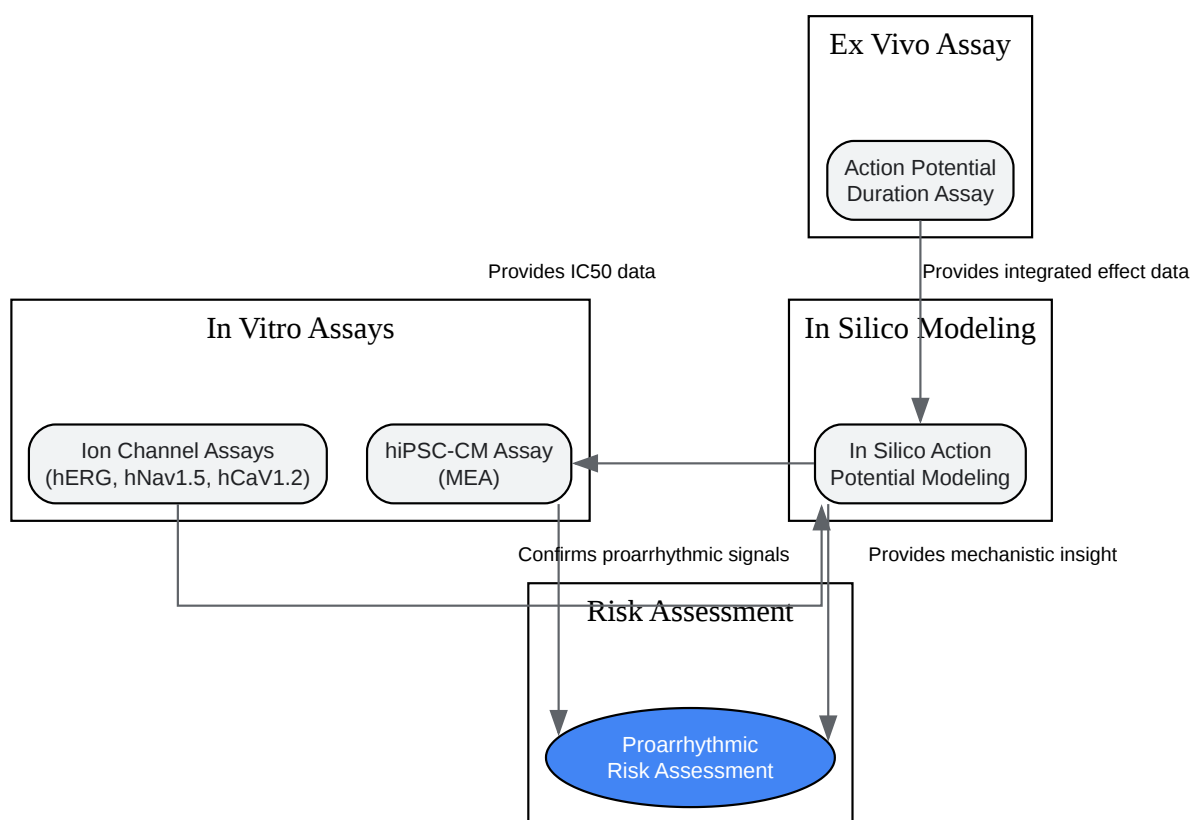 Ex Vivo Assay
Action Potential
Duration Assay
Provides IC50 data
Provides integrated effect data
In Vitro Assays
In Silico Modeling
Ion Channel Assays
(hERG, hNav1.5, hCaV1.2)
hiPSC-CM Assay
(MEA)
In Silico Action
Potential Modeling
Confirms proarrhythmic signals
Provides mechanistic insight
Risk Assessment
Proarrhythmic
Risk Assessment